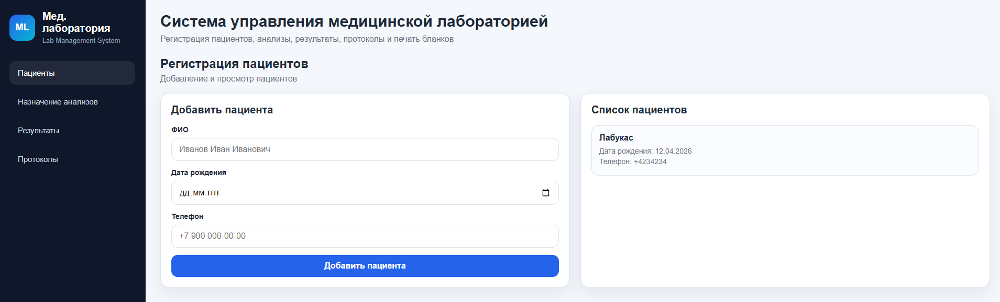 ML
Мед.
лаборатория
Lab Management System
Пациенты
Назначение анализов
Результаты
Протоколы
Система управления медицинской лабораторией
Регистрация пациентов, анализы, результаты, протоколы и печать бланков
Регистрация пациентов
Добавление и просмотр пациентов
Добавить пациента
ФИО
Иванов Иван Иванович
Дата рождения
дд.мм.гггг
Телефон
+7 900 000-00-00
Добавить пациента
Список пациентов
Лабукас
Дата рождения: 12.04.2026
Телефон: +4234234